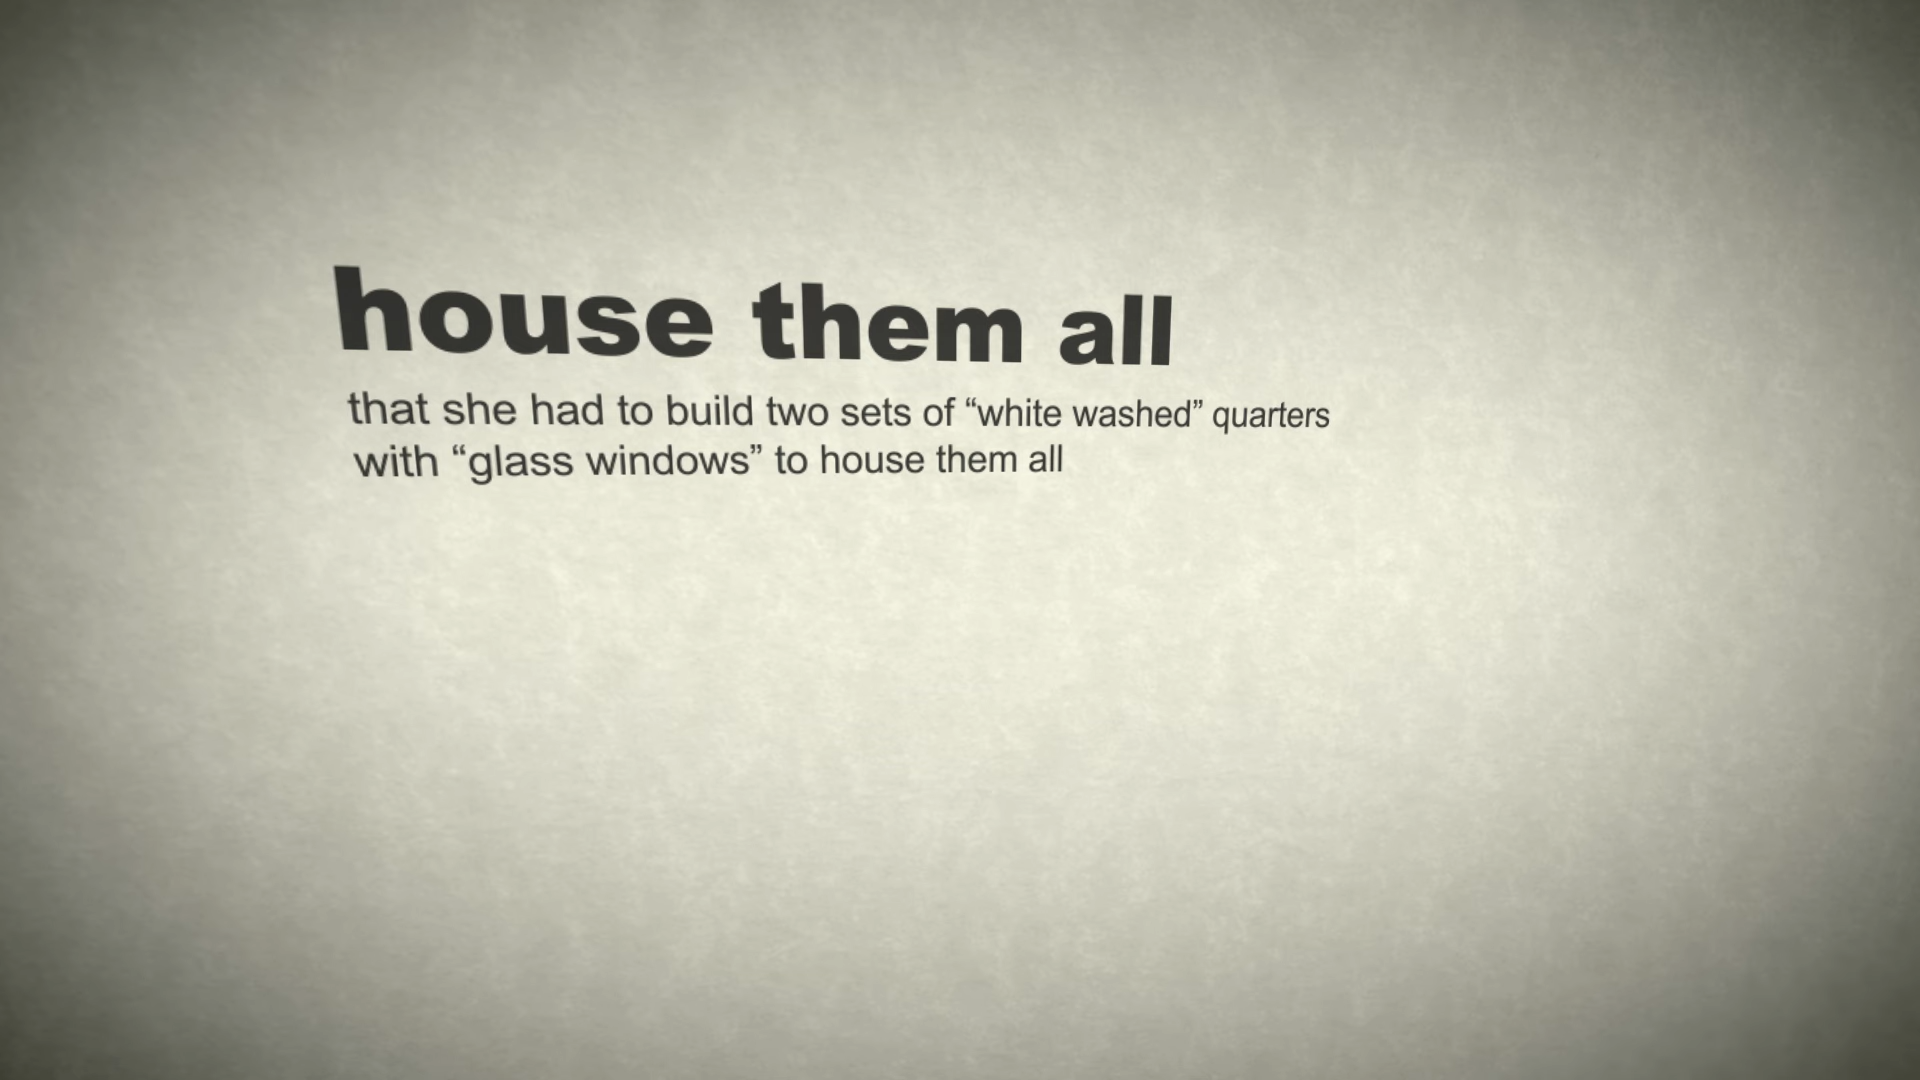 house them all
that she had to build two sets of “white washed” quarters
with “glass windows” to house them all